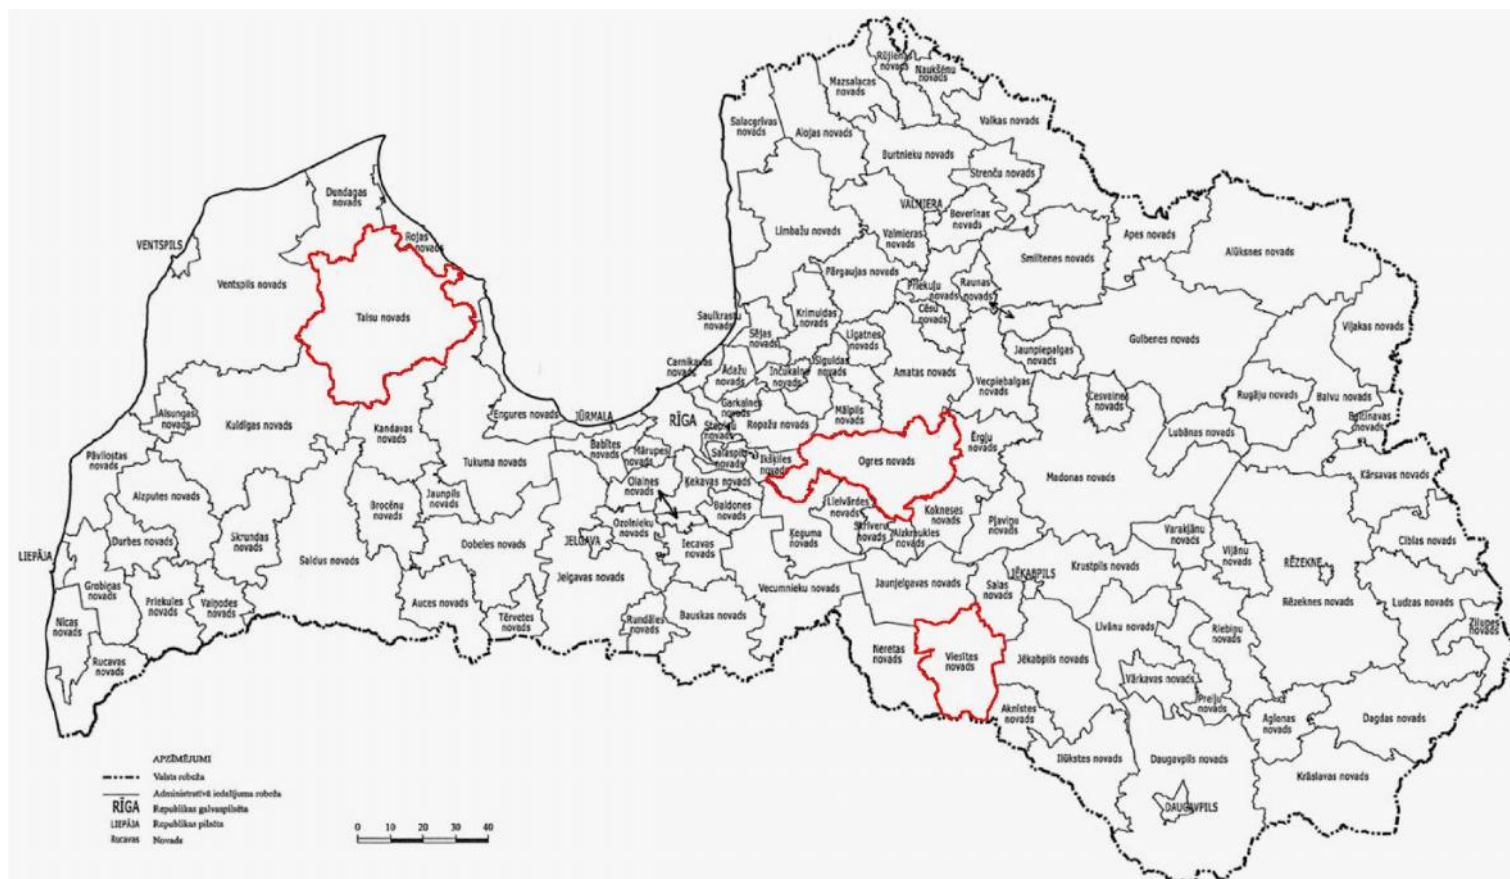 Rūjienas
novads
Naukšēnu
novads
Mazsalacas
novads
Salacgrīvas
novads
Alojas novads
Valkas novads
Burtnieku novads
Strenču novads
Dundagas
novads
VALMIERA
Beverīnas
novads
Rojas
novads
VENTSPILS
Limbažu novads
Valmieras
novads
Smiltenes novads
Apes novads
Alūksnes novads
Ventspils novads
Pārgaujas novads
Priekuļu
novads
Raunas
novads
Talsu novads
Saulkrastu
novads
Krimuldas
novads
Cēsu
novads
Viļakas novads
Sējas
novads
Līgatnes
novads
Gulbenes novads
Jaunpiepalgas
novads
Carnikavas
novads
Ādažu
novads
Inčukalna
novads
Siguldas
novads
Amatas novads
Vecpiebalgas
novads
Cesvaines
novads
Rugāju novads
Balvu novads
Baltinavas
novads
Alsungas
novads
Kuldīgas novads
Kandavas
novads
Engures novads
JŪRMALA
RĪGA
Garkalnes
novads
Ropažu novads
Mālpils
novads
Stopiņu
novads
Ērgļu
novads
Lubānas novads
Pāvilostas
novads
Tukuma novads
Babītes
novads
Mārupes
novads
Salaspils
novads
Ikšķiles
novads
Ogres novads
Madonas novads
Kārsavas novads
Aizputes novads
Brocēnu
novads
Jaunpils
novads
Olaines
novads
Ķekavas novads
Baldones
novads
Lielvārdes
novads
Kokneses
novads
Pļaviņu
novads
Varakļānu
novads
Durbes novads
Skrundas
novads
Saldus novads
Dobeles novads
Ozolnieku
novads
JELGAVA
Iecavas
novads
Ķeguma
novads
Skrīveru
novads
Aizkraukles
novads
Viļānu
novads
Ciblas novads
LIEPĀJA
RĒZEKNE
Krustpils novads
JĒKABPILS
Grobiņas
novads
Priekules
novads
Vaiņodes
novads
Auces novads
Jelgavas novads
Vecumnieku novads
Jaunjelgavas novads
Salas
novads
Rēzeknes novads
Ludzas novads
Nīcas
novads
Tērvetes
novads
Rundāles
novads
Bauskas novads
Līvānu novads
Riebiņu
novads
Zilupes
novads
Rucavas
novads
Neretas
novads
Viesītes
novads
Jēkabpils novads
Vārkavas novads
Preiļu
novads
Aknīstes
novads
Aglonas
novads
Dagdas novads
Ilūkstes novads
Daugavpils novads
Krāslavas novads
DAUGAVPILS
APZĪMĒJUMI
Valsts robeža
Administratīvā iedalījuma robeža
RĪGA Republikas galvaspilsēta
LIEPĀJA Republikas pilsēta
Rucavas Novads
0 10 20 30 40